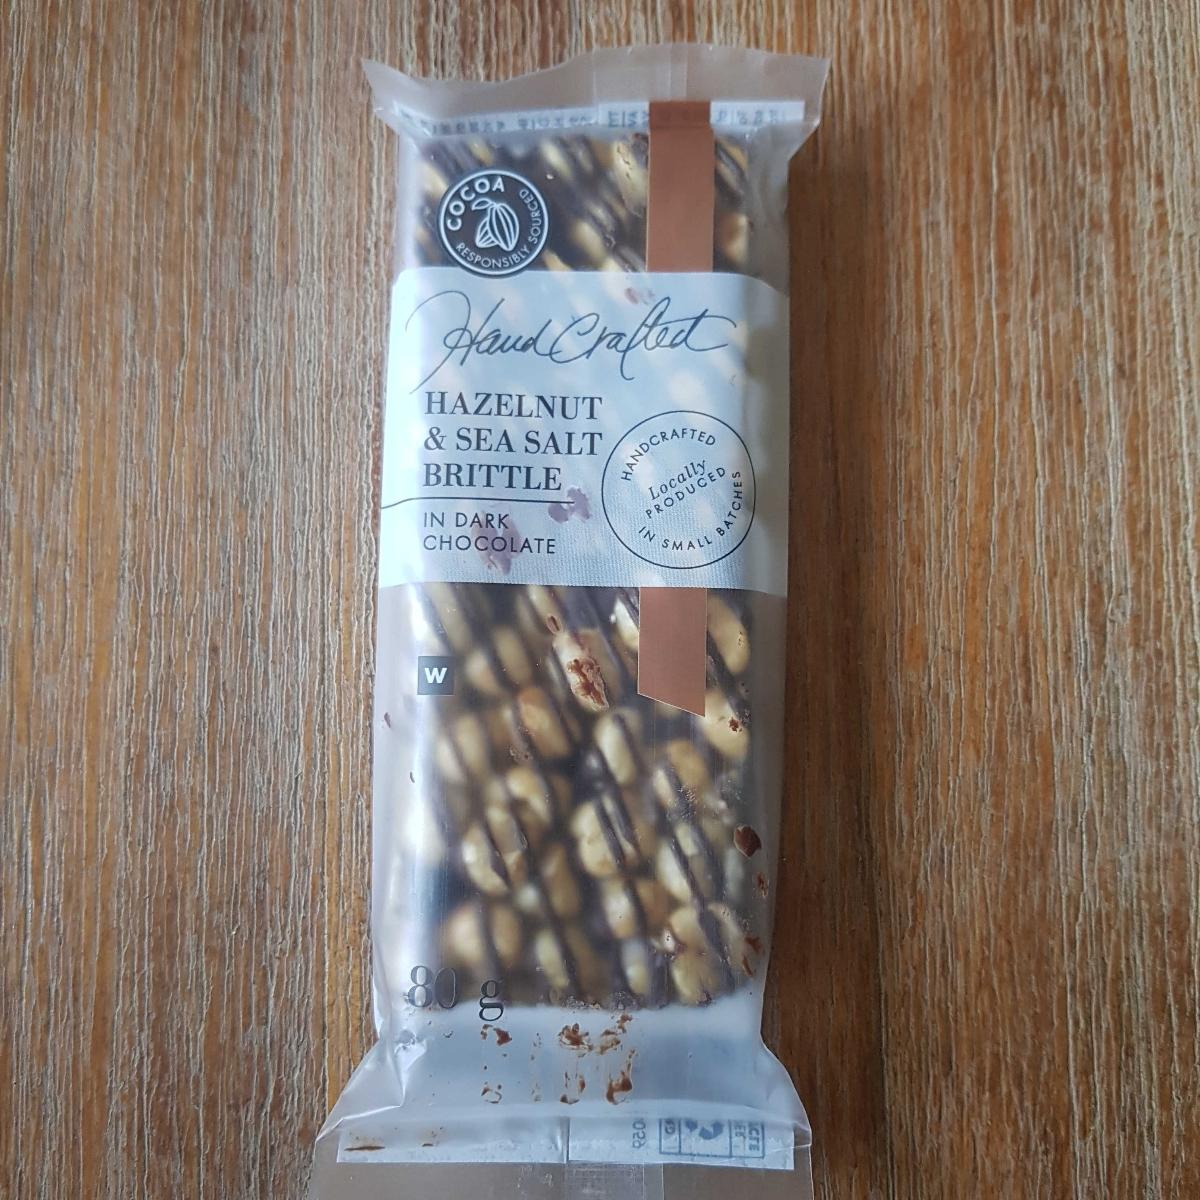 COCOA
RESPONSIBLY SOURCED
Hand Crafted
HAZELNUT
& SEA SALT
BRITTLE
IN DARK
CHOCOLATE
HANDCRAFTED
Locally
PRODUCED
IN SMALL BATCHES
W
80 g